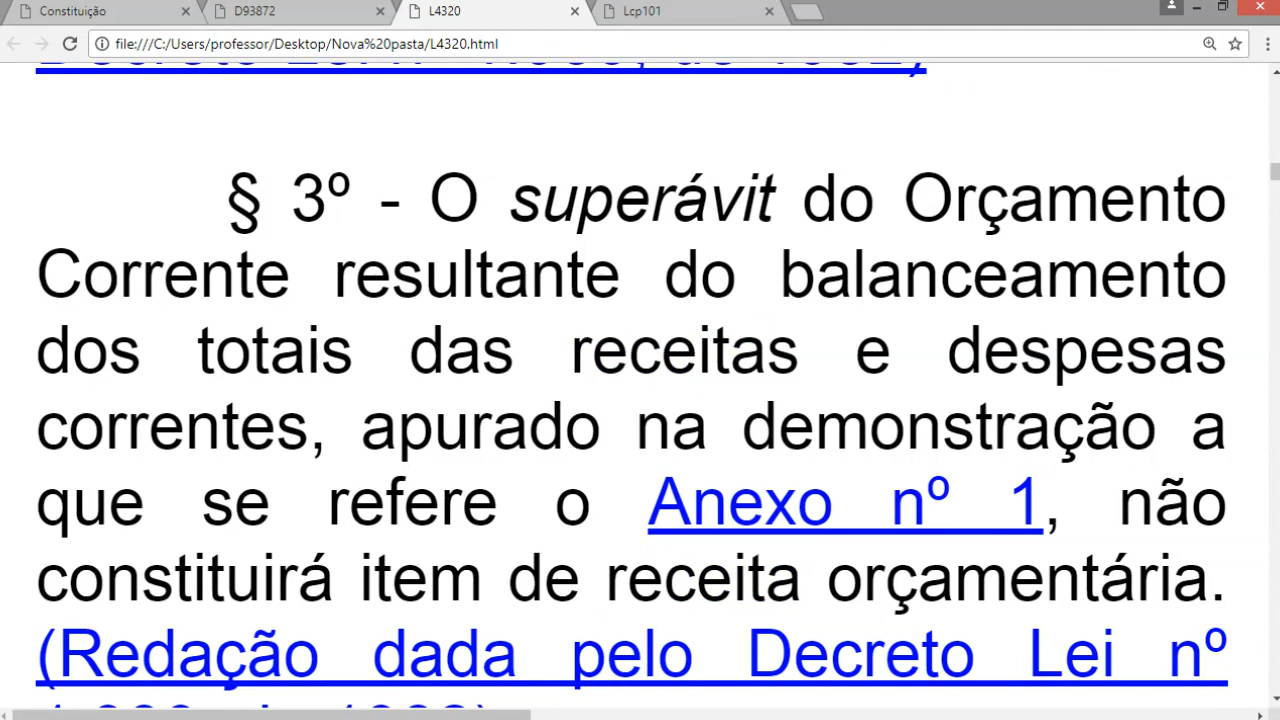 Constituição
D93872
L4320
Lcp101
file:///C:/Users/professor/Desktop/Nova%20pasta/L4320.html
§ 3º - O superávit do Orçamento
Corrente resultante do balanceamento
dos totais das receitas e despesas
correntes, apurado na demonstração a
que se refere o Anexo nº 1, não
constituirá item de receita orçamentária.
(Redação dada pelo Decreto Lei nº